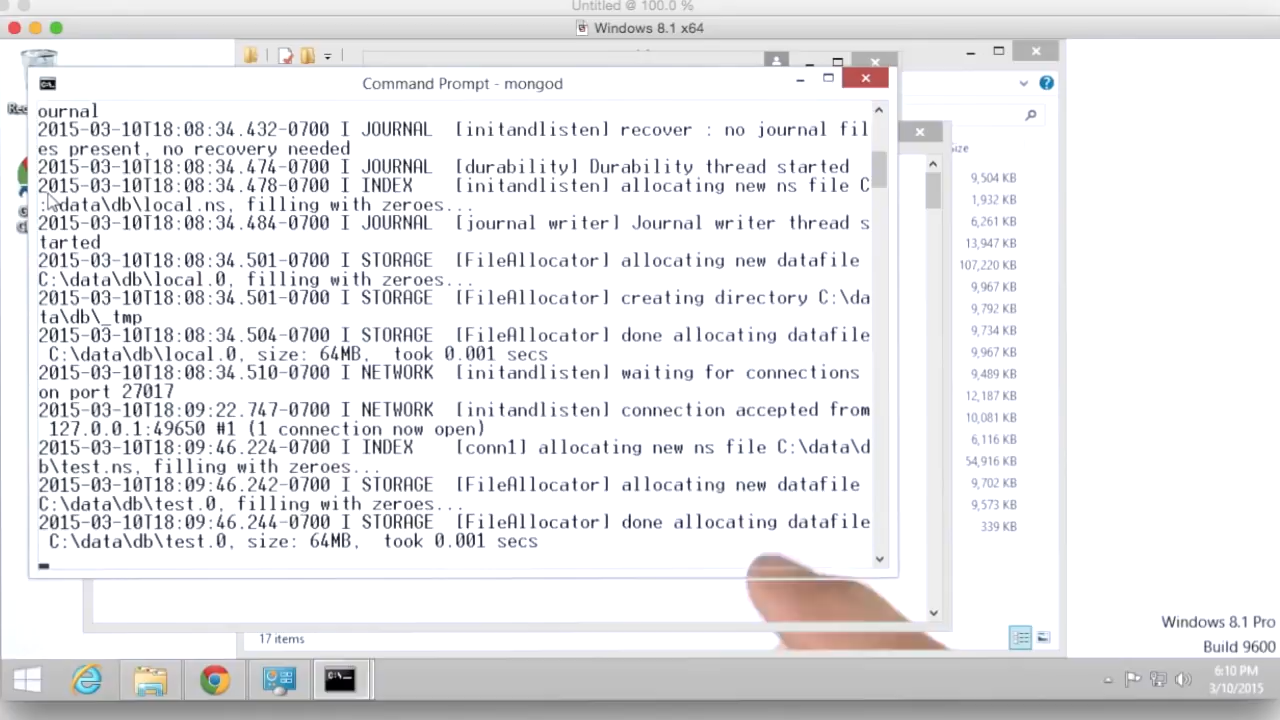 Untitled @ 100.0 %
Windows 8.1 x64
Command Prompt - mongod
ournal
2015-03-10T18:08:34.432-0700 I JOURNAL  [initandlisten] recover : no journal fil
es present, no recovery needed
2015-03-10T18:08:34.474-0700 I JOURNAL  [durability] Durability thread started
2015-03-10T18:08:34.478-0700 I INDEX    [initandlisten] allocating new ns file C
:\data\db\local.ns, filling with zeroes...
2015-03-10T18:08:34.484-0700 I JOURNAL  [journal writer] Journal writer thread s
tarted
2015-03-10T18:08:34.501-0700 I STORAGE  [FileAllocator] allocating new datafile
C:\data\db\local.0, filling with zeroes...
2015-03-10T18:08:34.501-0700 I STORAGE  [FileAllocator] creating directory C:\da
ta\db\_tmp
2015-03-10T18:08:34.504-0700 I STORAGE  [FileAllocator] done allocating datafile
C:\data\db\local.0, size: 64MB,  took 0.001 secs
2015-03-10T18:08:34.510-0700 I NETWORK  [initandlisten] waiting for connections
on port 27017
2015-03-10T18:09:22.747-0700 I NETWORK  [initandlisten] connection accepted from
127.0.0.1:49650 #1 (1 connection now open)
2015-03-10T18:09:46.224-0700 I INDEX    [conn1] allocating new ns file C:\data\d
b\test.ns, filling with zeroes...
2015-03-10T18:09:46.242-0700 I STORAGE  [FileAllocator] allocating new datafile
C:\data\db\test.0, filling with zeroes...
2015-03-10T18:09:46.244-0700 I STORAGE  [FileAllocator] done allocating datafile
C:\data\db\test.0, size: 64MB,  took 0.001 secs
9,504 KB
1,932 KB
6,261 KB
13,947 KB
107,220 KB
9,967 KB
9,792 KB
9,734 KB
9,967 KB
9,489 KB
12,187 KB
10,081 KB
6,116 KB
54,916 KB
9,702 KB
9,573 KB
339 KB
17 items
Windows 8.1 Pro
Build 9600
6:10 PM
3/10/2015